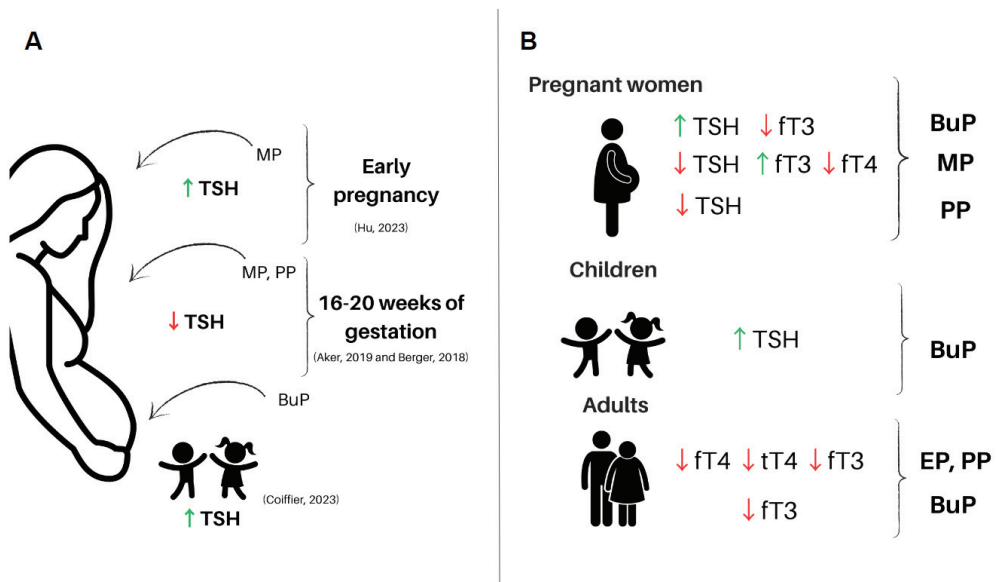 A
MP
↑ TSH
Early
pregnancy
(Hu, 2023)
MP, PP
↓ TSH
16-20 weeks of
gestation
(Aker, 2019 and Berger, 2018)
BuP
(Coiffier, 2023)
↑ TSH
B
Pregnant women
↑ TSH ↓ fT3
BuP
↓ TSH ↑ fT3 ↓ fT4
MP
↓ TSH
PP
Children
↑ TSH
BuP
Adults
↓ fT4 ↓ tT4 ↓ fT3
EP, PP
↓ fT3
BuP